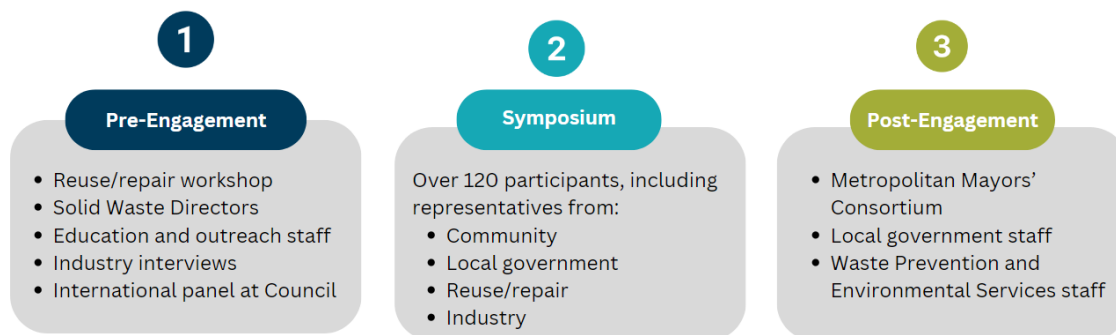 1
Pre-Engagement
• Reuse/repair workshop
• Solid Waste Directors
• Education and outreach staff
• Industry interviews
• International panel at Council
2
Symposium
Over 120 participants, including
representatives from:
• Community
• Local government
• Reuse/repair
• Industry
3
Post-Engagement
• Metropolitan Mayors’
Consortium
• Local government staff
• Waste Prevention and
Environmental Services staff